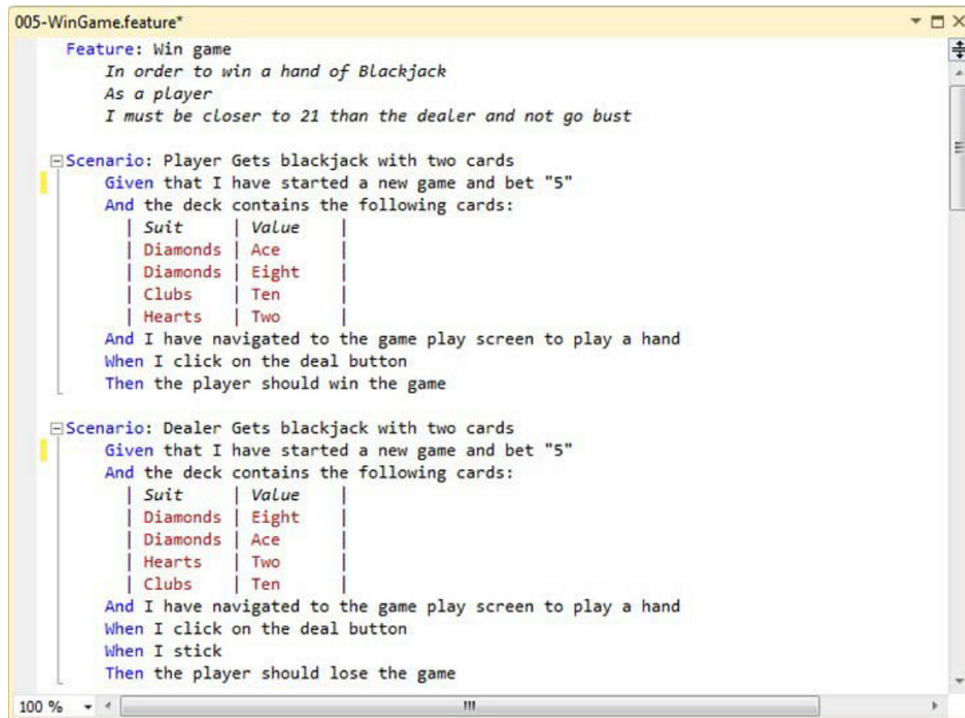 005-WinGame.feature*
Feature: Win game
In order to win a hand of Blackjack
As a player
I must be closer to 21 than the dealer and not go bust
Scenario: Player Gets blackjack with two cards
Given that I have started a new game and bet "5"
And the deck contains the following cards:
| Suit | Value |
| Diamonds | Ace |
| Diamonds | Eight |
| Clubs | Ten |
| Hearts | Two |
And I have navigated to the game play screen to play a hand
When I click on the deal button
Then the player should win the game
Scenario: Dealer Gets blackjack with two cards
Given that I have started a new game and bet "5"
And the deck contains the following cards:
| Suit | Value |
| Diamonds | Eight |
| Diamonds | Ace |
| Hearts | Two |
| Clubs | Ten |
And I have navigated to the game play screen to play a hand
When I click on the deal button
When I stick
Then the player should lose the game
100 %